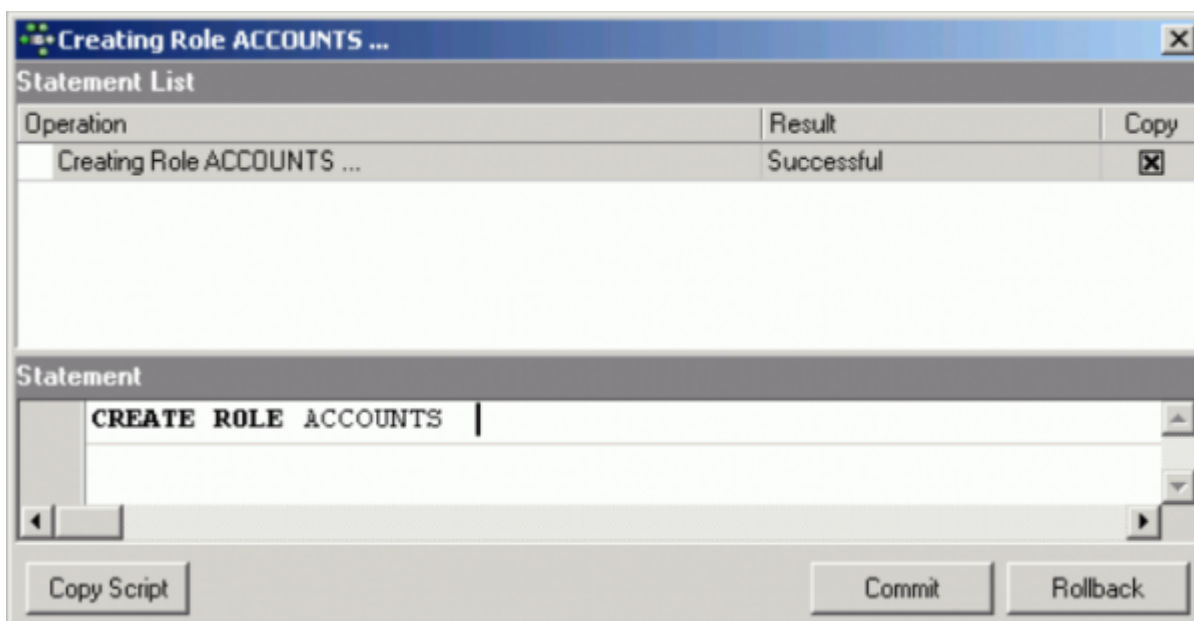 Creating Role ACCOUNTS ...
Statement List
Operation Result Copy
Creating Role ACCOUNTS ... Successful
Statement
CREATE ROLE ACCOUNTS
Copy Script Commit Rollback